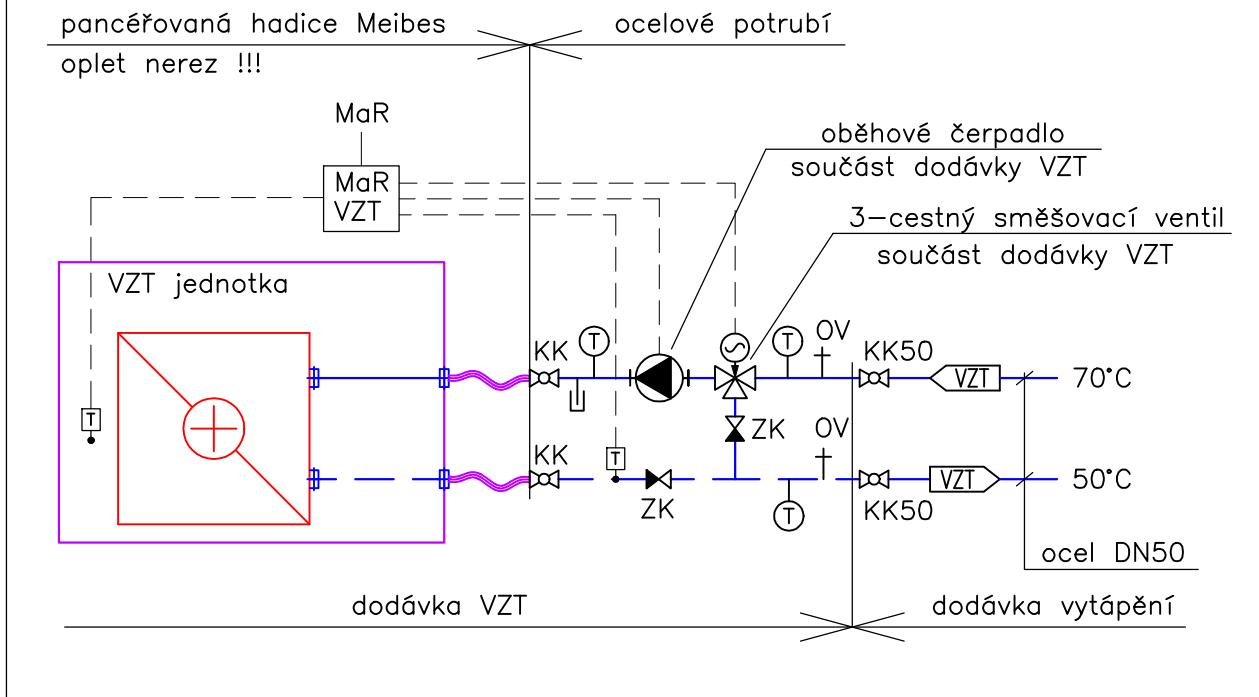 pancéřovaná hadice Meibes
oplet nerez !!!
ocelové potrubí
MaR
MaR
VZT
oběhové čerpadlo
součást dodávky VZT
3-cestný směšovací ventil
součást dodávky VZT
VZT jednotka
KK
T
T
OV
KK50
VZT
70°C
T
ZK
OV
KK
T
ZK
T
KK50
VZT
50°C
ocel DN50
dodávka VZT
dodávka vytápění